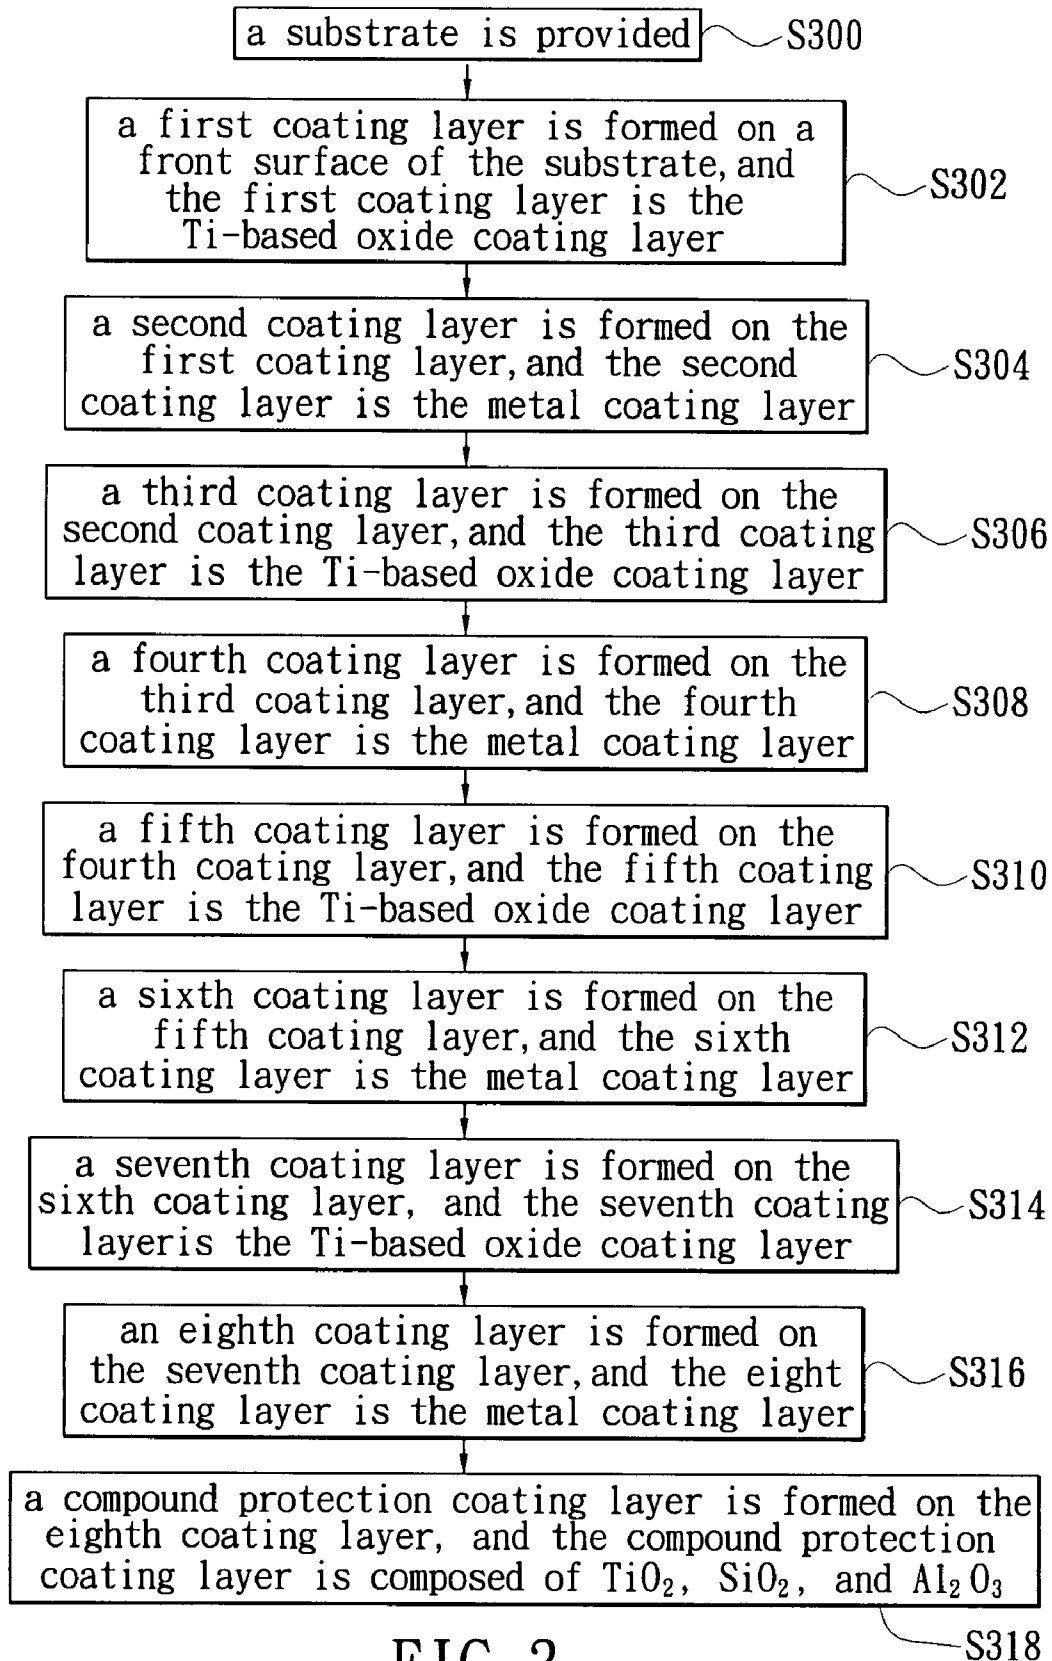 a substrate is provided
S300
a first coating layer is formed on a
front surface of the substrate, and
the first coating layer is the
Ti-based oxide coating layer
S302
a second coating layer is formed on the
first coating layer, and the second
coating layer is the metal coating layer
S304
a third coating layer is formed on the
second coating layer, and the third coating
layer is the Ti-based oxide coating layer
S306
a fourth coating layer is formed on the
third coating layer, and the fourth
coating layer is the metal coating layer
S308
a fifth coating layer is formed on the
fourth coating layer, and the fifth coating
layer is the Ti-based oxide coating layer
S310
a sixth coating layer is formed on the
fifth coating layer, and the sixth
coating layer is the metal coating layer
S312
a seventh coating layer is formed on the
sixth coating layer, and the seventh coating
layeris the Ti-based oxide coating layer
S314
an eighth coating layer is formed on
the seventh coating layer, and the eight
coating layer is the metal coating layer
S316
a compound protection coating layer is formed on the
eighth coating layer, and the compound protection
coating layer is composed of TiO₂, SiO₂, and Al₂O₃
S318